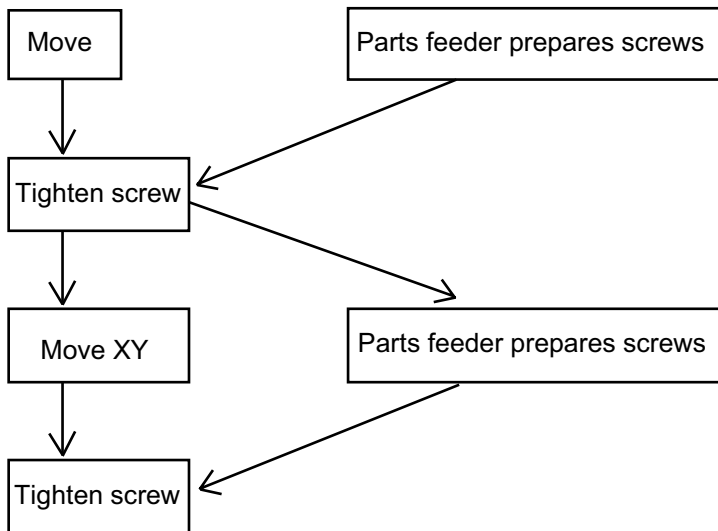 Move
Parts feeder prepares screws
Tighten screw
Move XY
Parts feeder prepares screws
Tighten screw